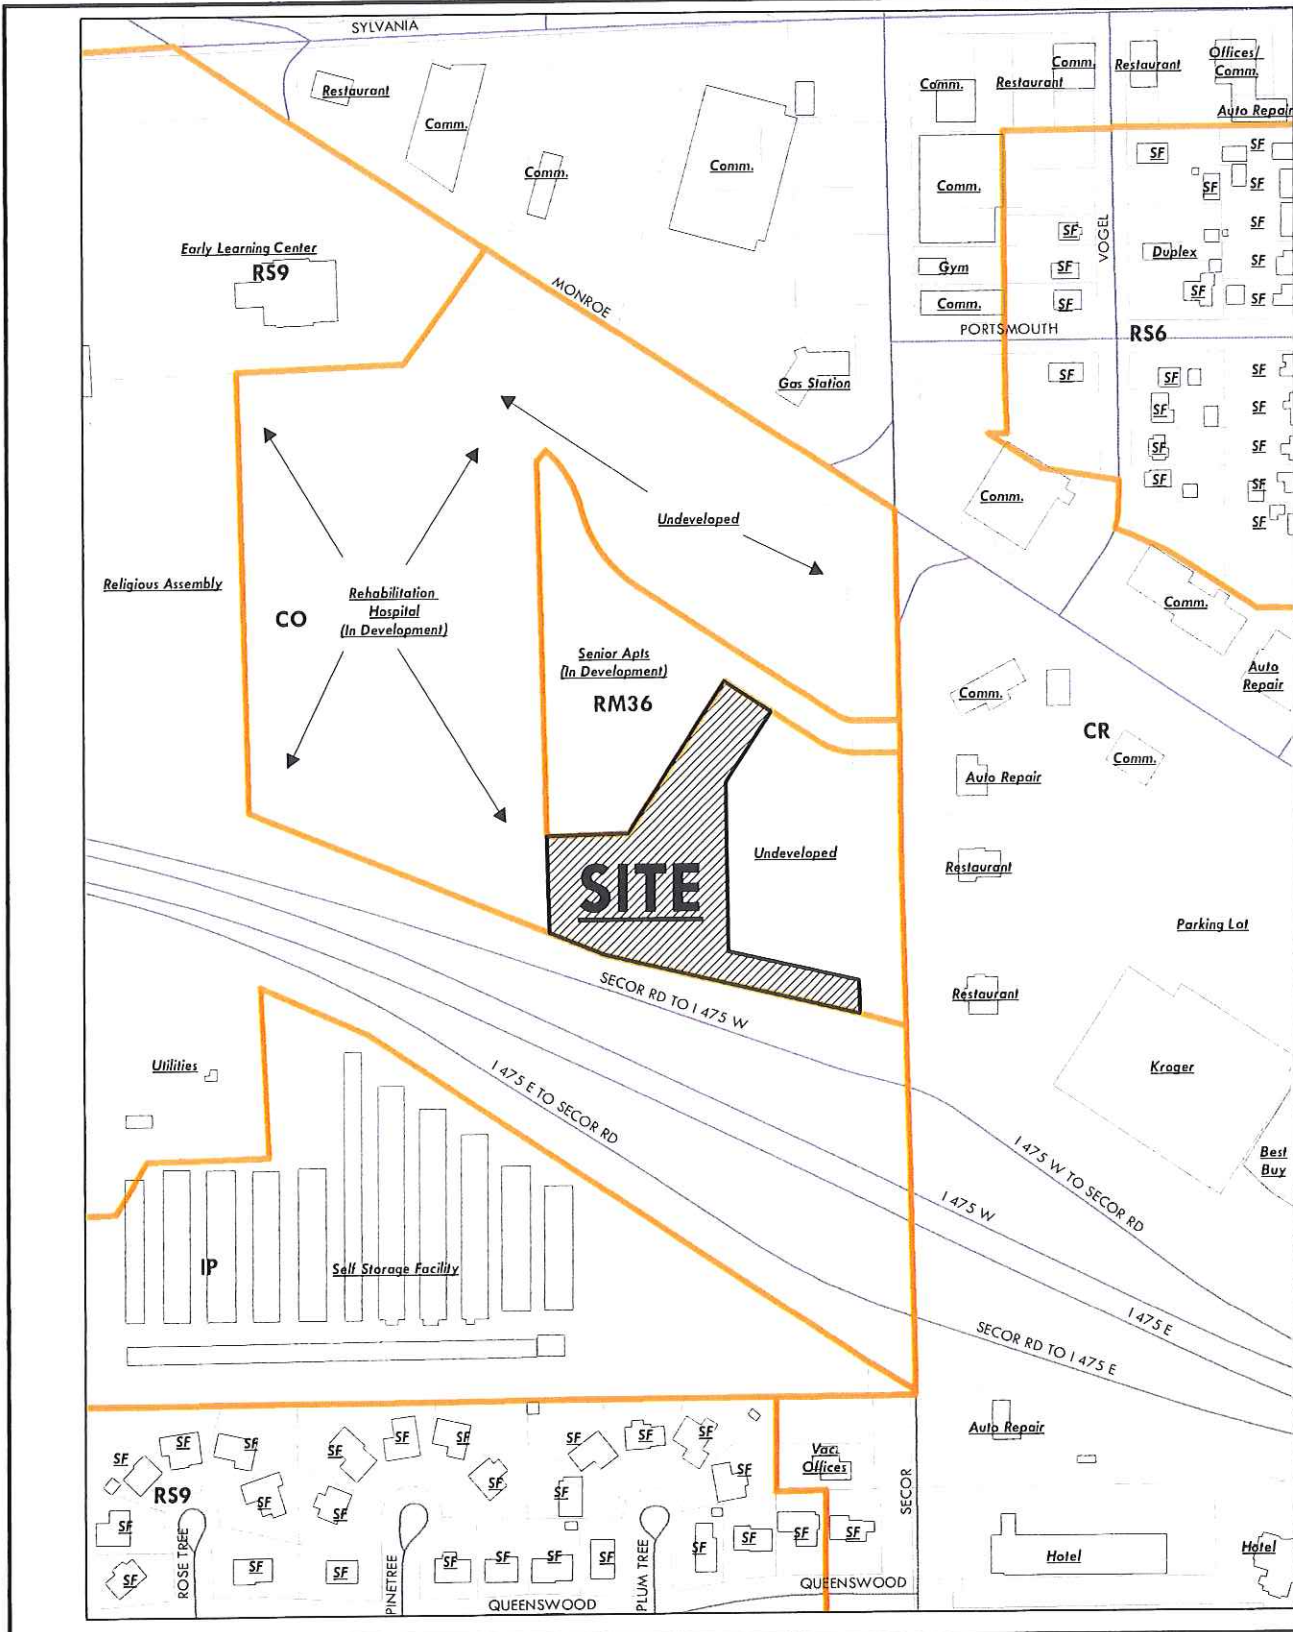 SYLVANIA
Restaurant
Comm.
Comm.
Comm.
Comm.
Restaurant
Comm.
Restaurant
Offices/
Comm.
Auto Repair
SF
SF
SF
SF
Comm.
SF
SF
VOGEL
Duplex
SF
Early Learning Center
RS9
Gym
SF
SF
SF
Comm.
SF
MONROE
PORTSMOUTH
RS6
Gas Station
SF
SF
SF
SF
SF
SF
SF
SF
SF
SF
Comm.
Undeveloped
Religious Assembly
CO
Rehabilitation
Hospital
(In Development)
Comm.
Senior Apts
(In Development)
RM36
Auto
Repair
Comm.
CR
Comm.
Auto Repair
Undeveloped
Restaurant
SITE
Parking Lot
Restaurant
SECOR RD TO I 475 W
Utilities
I 475 E TO SECOR RD
Kroger
Best
Buy
I 475 W TO SECOR RD
I 475 W
IP
Self Storage Facility
I 475 E
SECOR RD TO I 475 E
Auto Repair
SF
SF
SF
SF
SF
SF
SF
SF
SF
SF
Vac.
Offices
SF
SF
RS9
SF
SF
SF
SF
SECOR
SF
SF
SF
SF
ROSE TREE
PINETREE
PLUM TREE
SF
SF
SF
SF
SF
SF
SF
SF
Hotel
Hotel
QUEENSWOOD
QUEENSWOOD